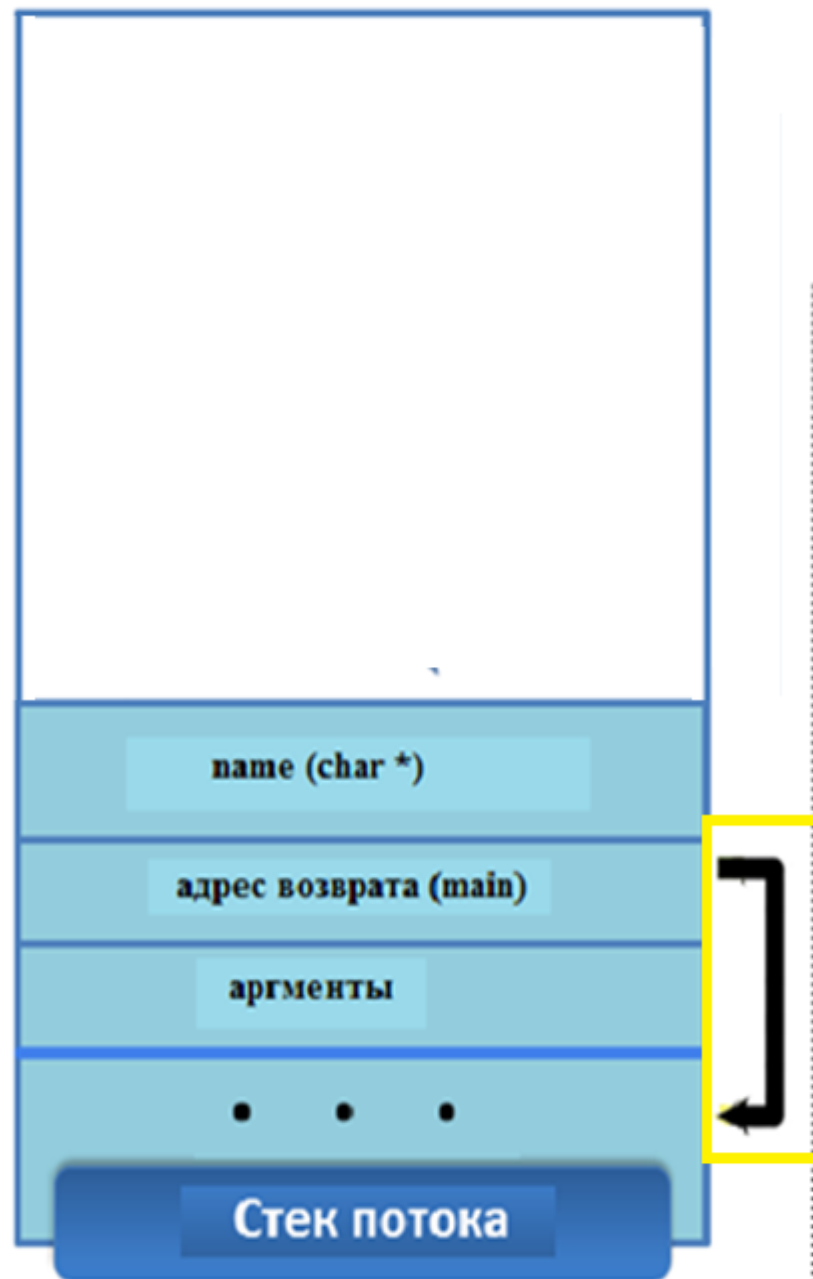 name (char *)
адрес возврата (main)
аргменты
• • •
Стек потока